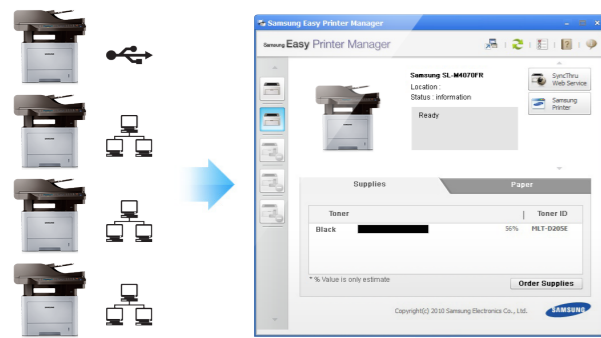 Samsung Easy Printer Manager
Samsung Easy Printer Manager
Samsung SL-M4070FR
Location :
Status : information
Ready
SyncThru
Web Service
Samsung
Printer
Supplies
Paper
Toner
Toner ID
Black
56%
MLT-D205E
* % Value is only estimate
Order Supplies
Copyright(c) 2010 Samsung Electronics Co., Ltd.
SAMSUNG